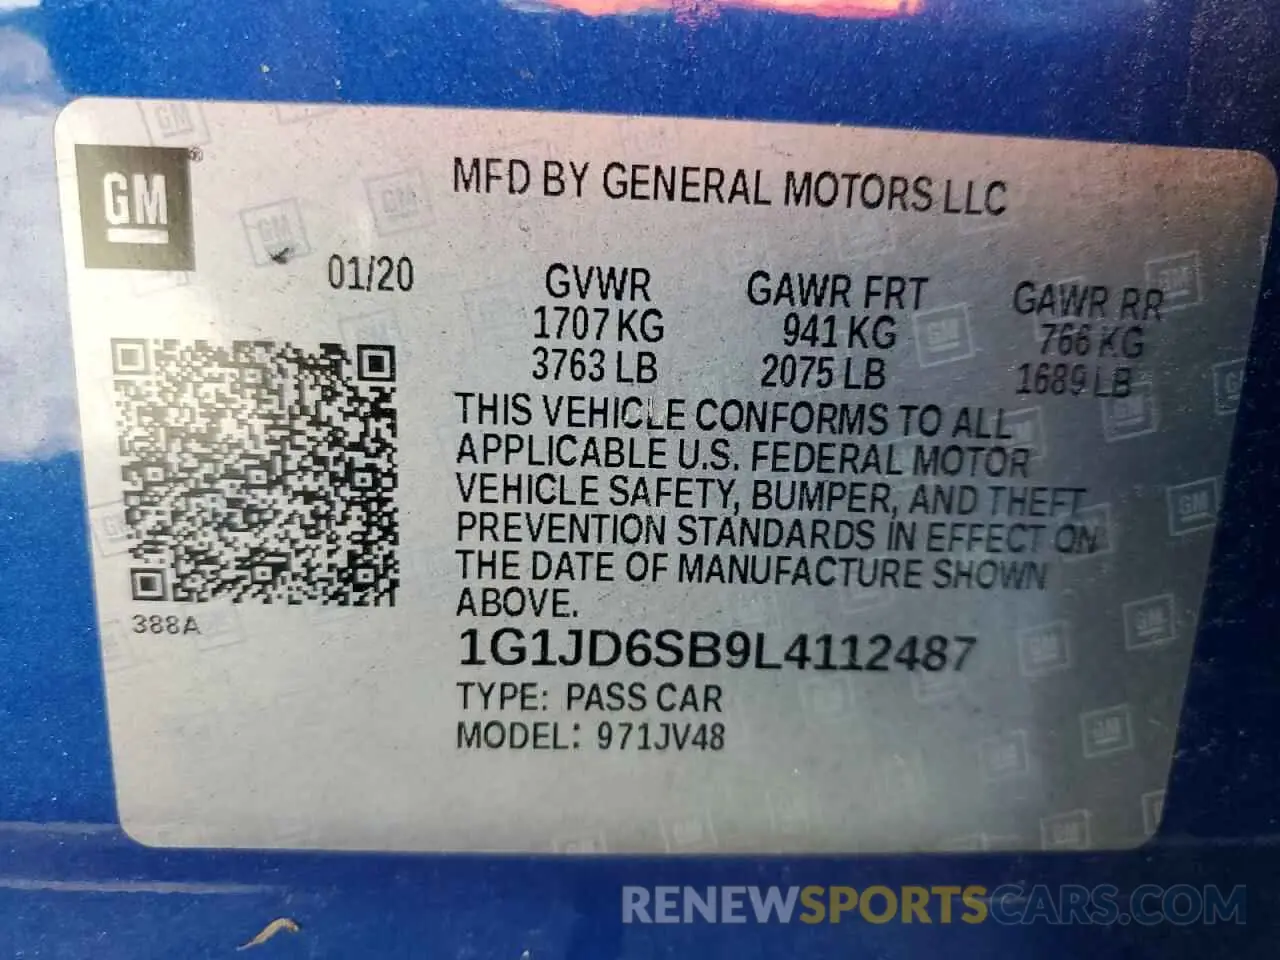 GM®
MFD BY GENERAL MOTORS LLC
01/20
GVWR GAWR FRT GAWR RR
1707 KG 941 KG 766 KG
3763 LB 2075 LB 1689 LB
THIS VEHICLE CONFORMS TO ALL
APPLICABLE U.S. FEDERAL MOTOR
VEHICLE SAFETY, BUMPER, AND THEFT
PREVENTION STANDARDS IN EFFECT ON
THE DATE OF MANUFACTURE SHOWN
ABOVE.
388A
1G1JD6SB9L4112487
TYPE: PASS CAR
MODEL: 971JV48
RENEWSPORTSCARS.COM